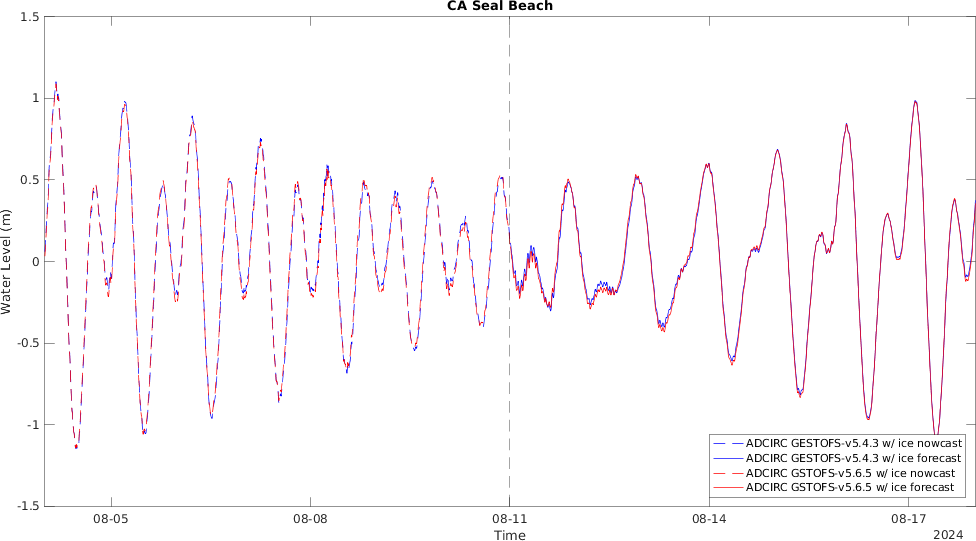 CA Seal Beach
1.5
1
0.5
0
-0.5
-1
-1.5
Water Level (m)
08-05
08-08
08-11
08-14
08-17
Time
2024
ADCIRC GESTOFS-v5.4.3 w/ ice nowcast
ADCIRC GESTOFS-v5.4.3 w/ ice forecast
ADCIRC GSTOFS-v5.6.5 w/ ice nowcast
ADCIRC GSTOFS-v5.6.5 w/ ice forecast